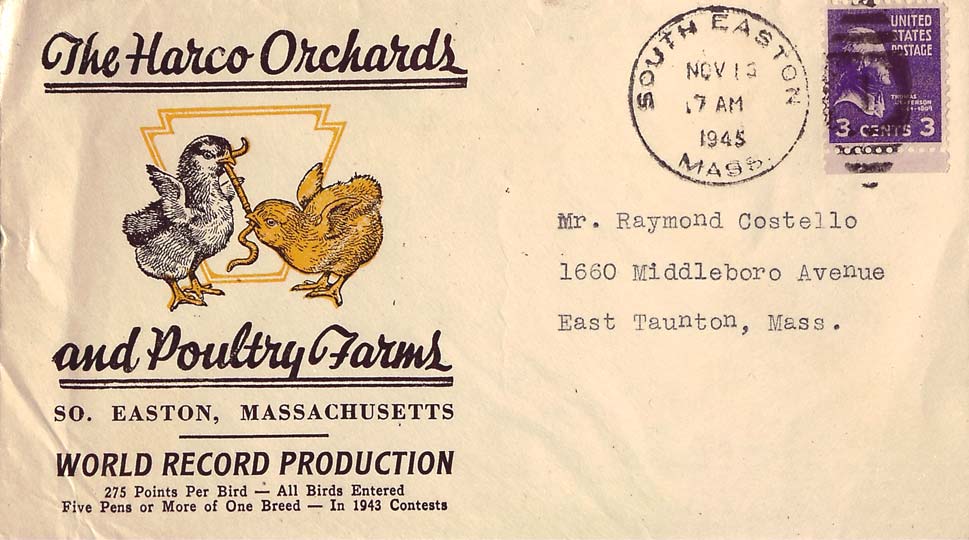 The Harco Orchards
and Poultry Farms
SO. EASTON, MASSACHUSETTS
WORLD RECORD PRODUCTION
275 Points Per Bird — All Birds Entered
Five Pens or More of One Breed — In 1943 Contests
SOUTH EASTON
NOV 13
7 AM
1945
MASS.
UNITED
STATES
POSTAGE
THOMAS
JEFFERSON
3 CENTS 3
Mr. Raymond Costello
1660 Middleboro Avenue
East Taunton, Mass.